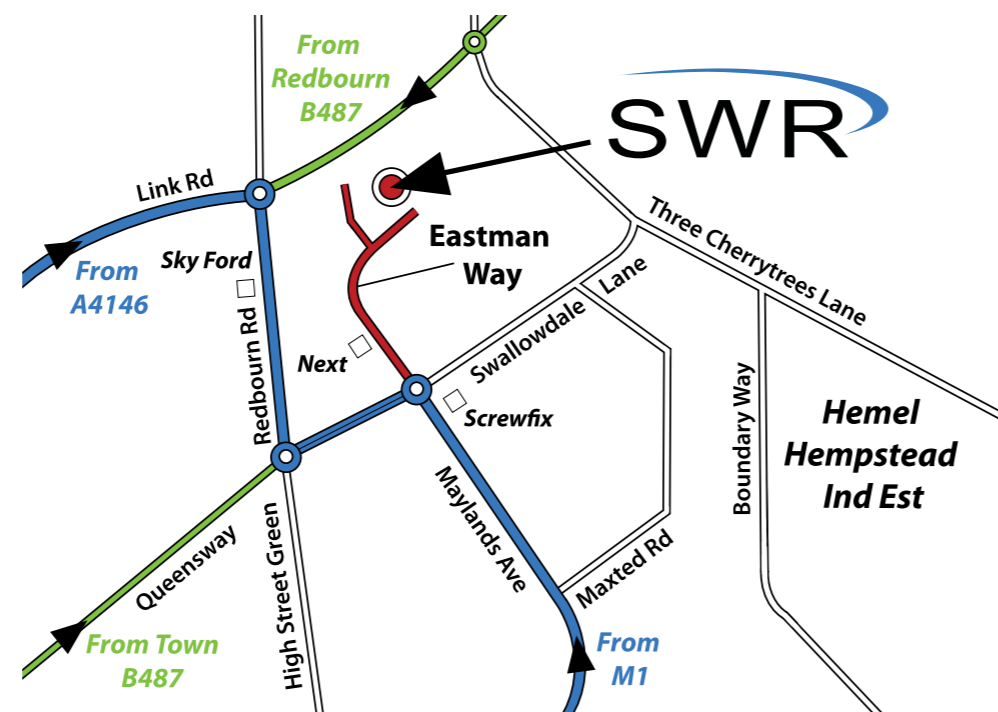 From
Redbourn
B487
SWR
Link Rd
Three Cherrytrees Lane
Eastman
Way
Sky Ford
From
A4146
Swallowdale Lane
Redbourn Rd
Next
Screwfix
Boundary Way
Hemel
Hempstead
Ind Est
Maylands Ave
Queensway
High Street Green
Maxted Rd
From Town
B487
From
M1